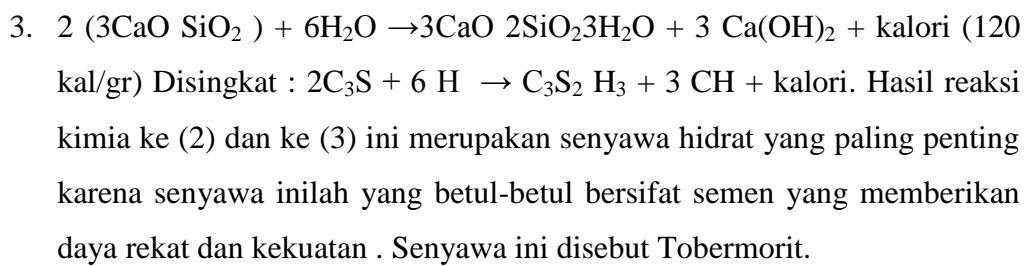 3. 2 (3CaO SiO₂ ) + 6H₂O →3CaO 2SiO₂3H₂O + 3 Ca(OH)₂ + kalori (120
kal/gr) Disingkat : 2C₃S + 6 H → C₃S₂ H₃ + 3 CH + kalori. Hasil reaksi
kimia ke (2) dan ke (3) ini merupakan senyawa hidrat yang paling penting
karena senyawa inilah yang betul-betul bersifat semen yang memberikan
daya rekat dan kekuatan . Senyawa ini disebut Tobermorit.